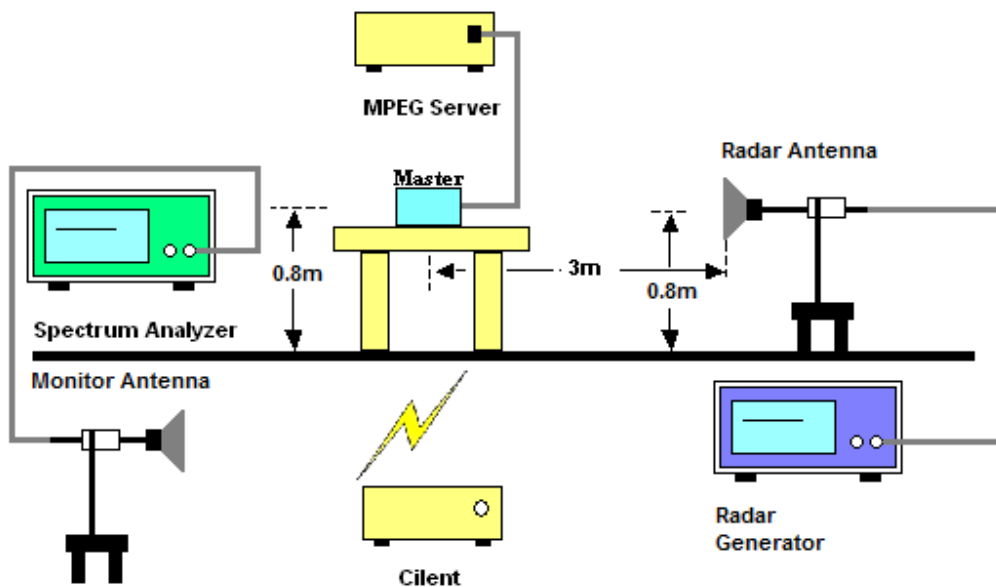 MPEG Server
Radar Antenna
Master
0.8m
3m
0.8m
Spectrum Analyzer
Monitor Antenna
Radar
Generator
Cilent